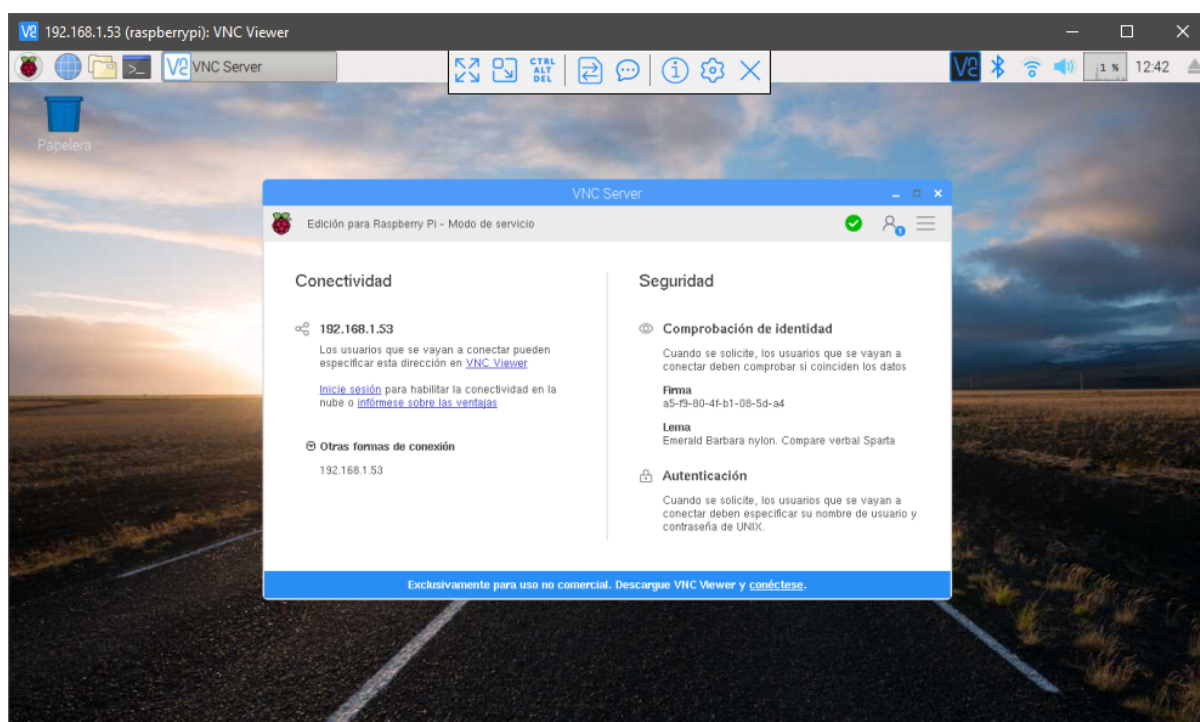 192.168.1.53 (raspberrypi): VNC Viewer
VNC Server
CTRL
ALT
DEL
1 %
12:42
Papelera
VNC Server
Edición para Raspberry Pi - Modo de servicio
1
Conectividad
192.168.1.53
Los usuarios que se vayan a conectar pueden
especificar esta dirección en VNC Viewer
Inicie sesión para habilitar la conectividad en la
nube o infórmese sobre las ventajas
Otras formas de conexión
192.168.1.53
Seguridad
Comprobación de identidad
Cuando se solicite, los usuarios que se vayan a
conectar deben comprobar si coinciden los datos
Firma
a5-f9-80-4f-b1-08-5d-a4
Lema
Emerald Barbara nylon. Compare verbal Sparta
Autenticación
Cuando se solicite, los usuarios que se vayan a
conectar deben especificar su nombre de usuario y
contraseña de UNIX.
Exclusivamente para uso no comercial. Descargue VNC Viewer y conéctese.